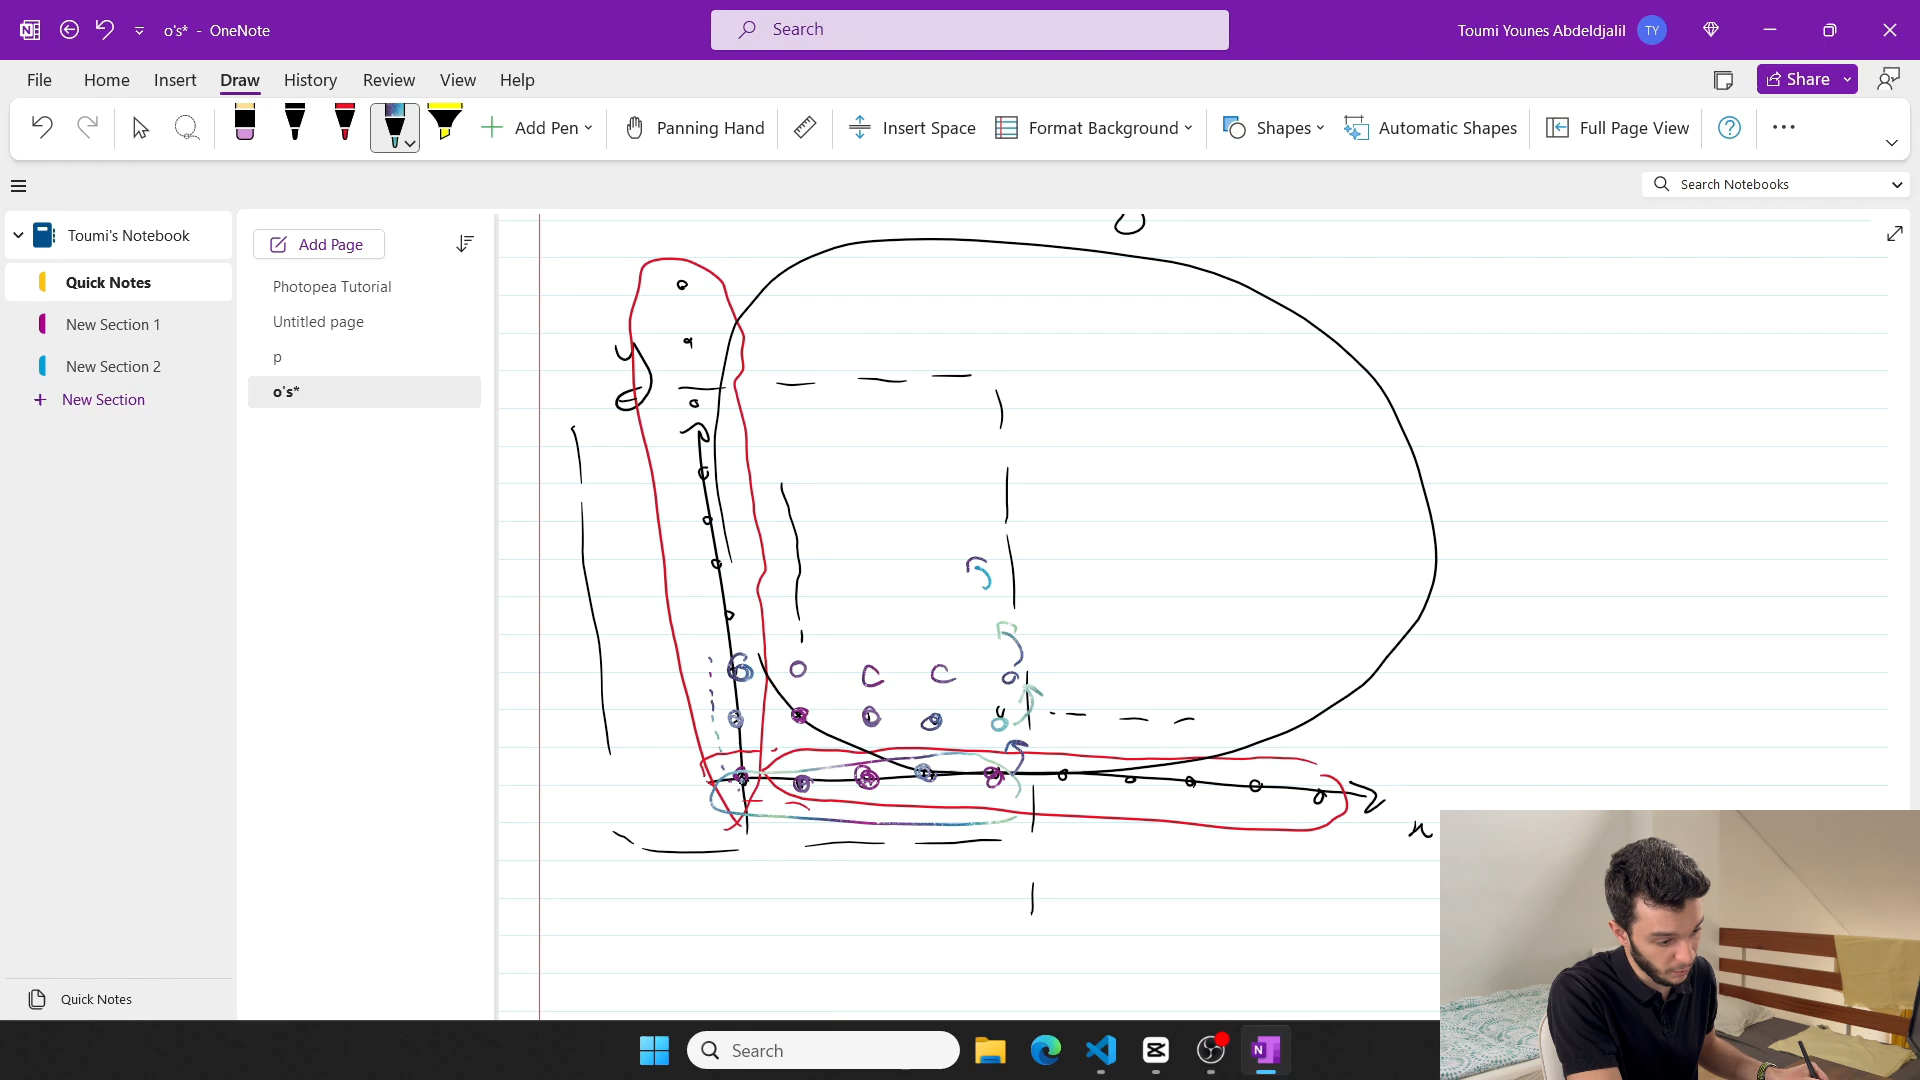 o's* - OneNote
Search
Toumi Younes Abdeldjalil
TY
File Home Insert Draw History Review View Help
Share
Add Pen
Panning Hand
Insert Space
Format Background
Shapes
Automatic Shapes
Full Page View
Search Notebooks
Toumi's Notebook
Add Page
Quick Notes
Photopea Tutorial
New Section 1
Untitled page
New Section 2
p
New Section
o's*
y
x
Quick Notes
Search